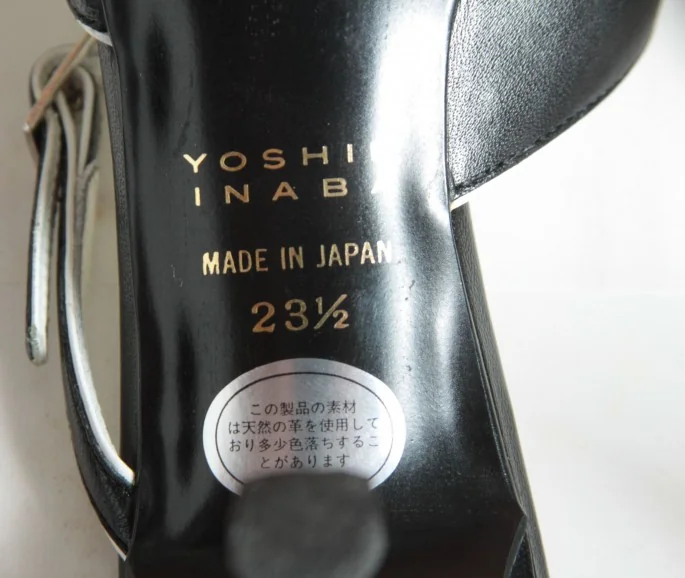 YOSHI
INABA
MADE IN JAPAN
23½
この製品の素材
は天然の革を使用して
おり多少色落ちするこ
とがあります